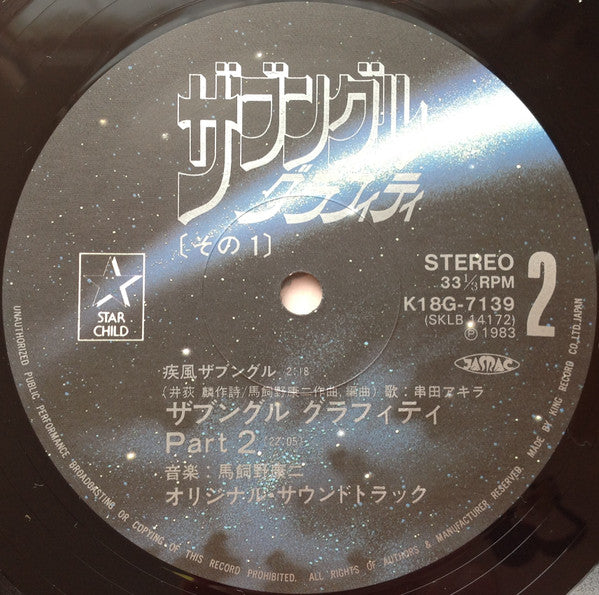 ザブングル
グラフィティ
〔その1〕
STAR
CHILD
STEREO
33 1/3 RPM
K18G-7139
(SKLB 14172)
℗1983
2
JASRAC
疾風ザブングル 2:18
(井荻 麟作詩/馬飼野康二作曲、編曲) 歌:串田アキラ
ザブングル グラフィティ
Part 2 (22:05)
音楽 馬飼野康二
オリジナル・サウンドトラック
UNAUTHORIZED PUBLIC PERFORMANCE BROADCASTING OR COPYING OF THIS RECORD PROHIBITED. ALL RIGHTS OF AUTHORS & MANUFACTURER RESERVED. MADE BY KING RECORD CO., LTD. JAPAN